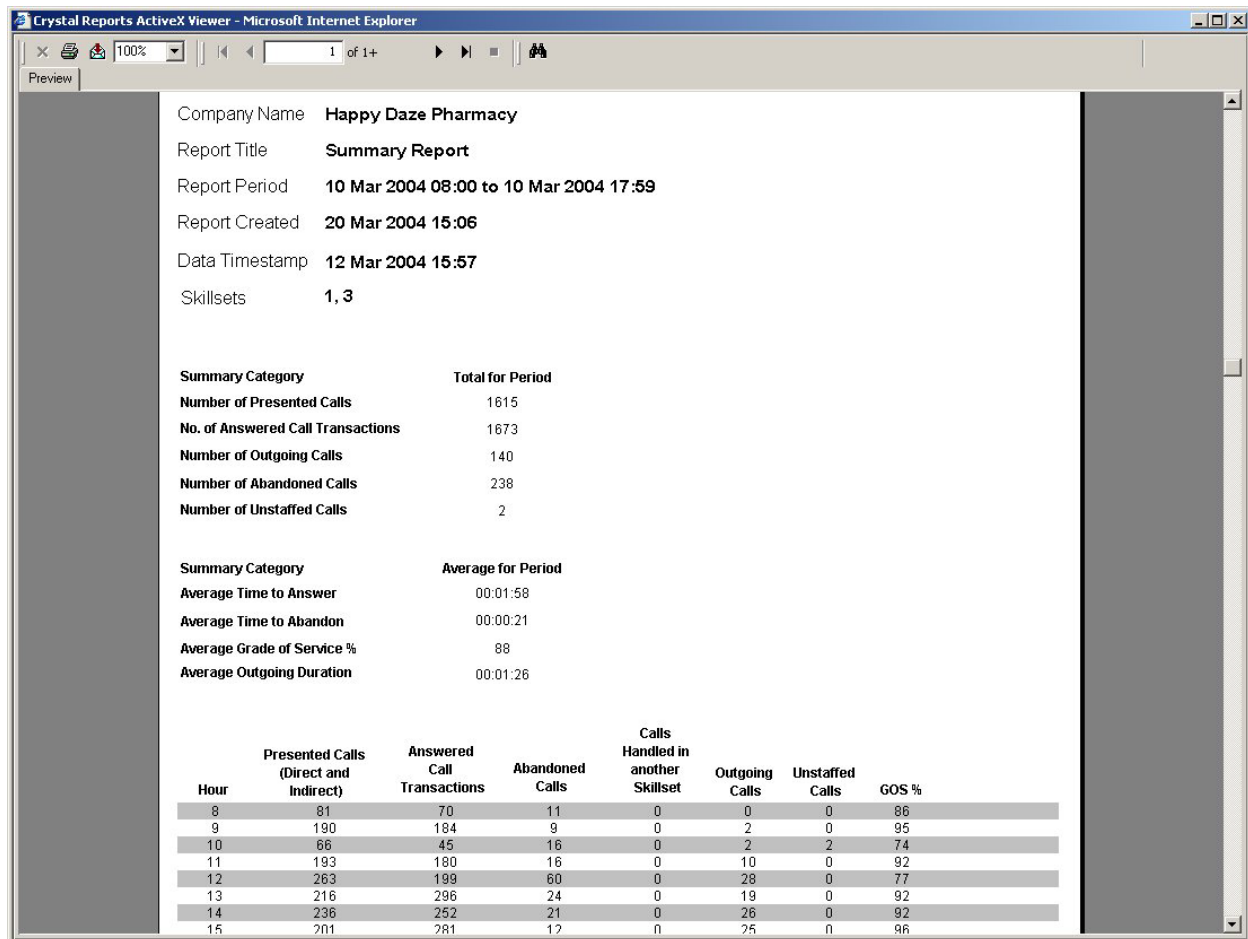 Crystal Reports ActiveX Viewer - Microsoft Internet Explorer
100% 1 of 1+
Preview
Company Name Happy Daze Pharmacy
Report Title Summary Report
Report Period 10 Mar 2004 08:00 to 10 Mar 2004 17:59
Report Created 20 Mar 2004 15:06
Data Timestamp 12 Mar 2004 15:57
Skillsets 1, 3
Summary Category Total for Period
Number of Presented Calls 1615
No. of Answered Call Transactions 1673
Number of Outgoing Calls 140
Number of Abandoned Calls 238
Number of Unstaffed Calls 2
Summary Category Average for Period
Average Time to Answer 00:01:58
Average Time to Abandon 00:00:21
Average Grade of Service % 88
Average Outgoing Duration 00:01:26
Hour Presented Calls (Direct and Indirect) Answered Call Transactions Abandoned Calls Calls Handled in another Skillset Outgoing Calls Unstaffed Calls GOS %
8 81 70 11 0 0 0 86
9 190 184 9 0 2 0 95
10 66 45 16 0 2 2 74
11 193 180 16 0 10 0 92
12 263 199 60 0 28 0 77
13 216 296 24 0 19 0 92
14 236 252 21 0 26 0 92
15 201 281 12 0 25 0 96